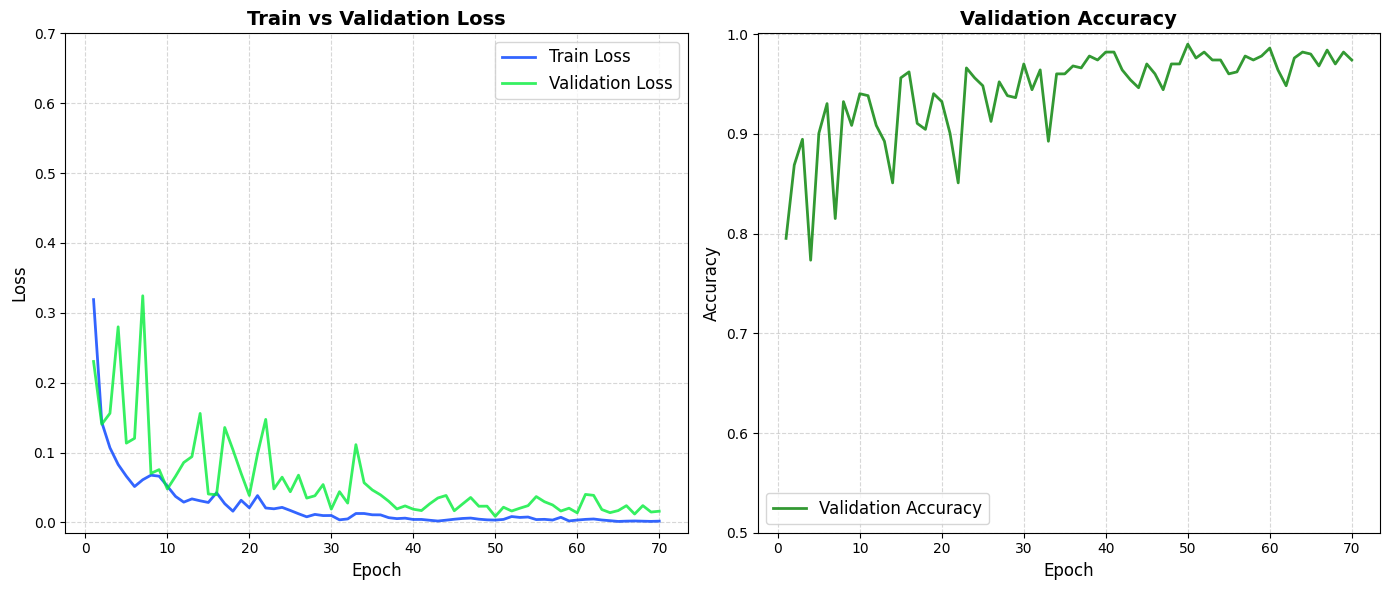 Train vs Validation Loss
0.7
0.6
0.5
0.4
0.3
0.2
0.1
0.0
Loss
Train Loss
Validation Loss
0 10 20 30 40 50 60 70
Epoch
Validation Accuracy
1.0
0.9
0.8
0.7
0.6
0.5
Accuracy
Validation Accuracy
0 10 20 30 40 50 60 70
Epoch